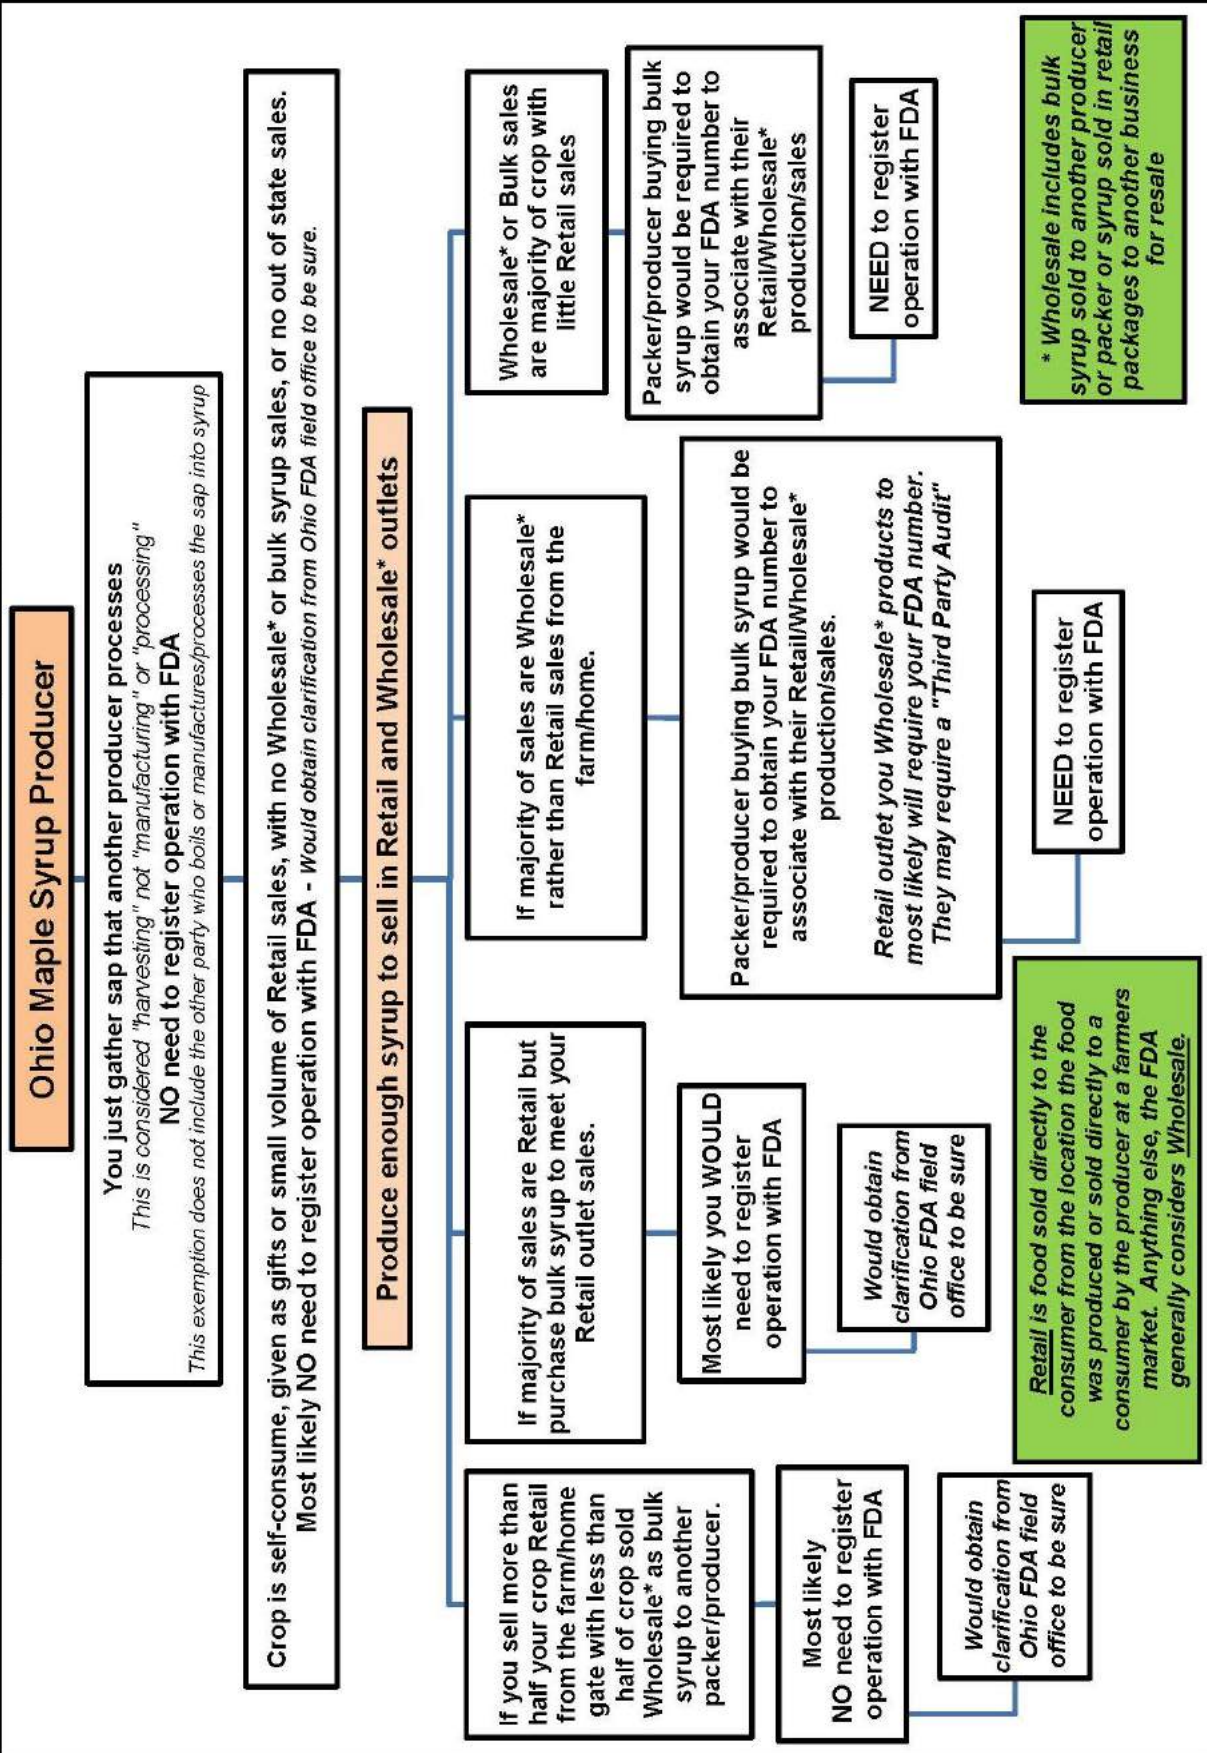 Ohio Maple Syrup Producer
You just gather sap that another producer processes
This is considered "harvesting" not "manufacturing" or "processing"
NO need to register operation with FDA
This exemption does not include the other party who boils or manufactures/processes the sap into syrup
Crop is self-consume, given as gifts or small volume of Retail sales, with no Wholesale* or bulk syrup sales, or no out of state sales.
Most likely NO need to register operation with FDA - Would obtain clarification from Ohio FDA field office to be sure.
Produce enough syrup to sell in Retail and Wholesale* outlets
If you sell more than
half your crop Retail
from the farm/home
gate with less than
half of crop sold
Wholesale* as bulk
syrup to another
packer/producer.
Most likely
NO need to register
operation with FDA
Would obtain
clarification from
Ohio FDA field
office to be sure
If majority of sales are Retail but
purchase bulk syrup to meet your
Retail outlet sales.
Most likely you WOULD
need to register
operation with FDA
Would obtain
clarification from
Ohio FDA field
office to be sure
If majority of sales are Wholesale*
rather than Retail sales from the
farm/home.
Packer/producer buying bulk syrup would be
required to obtain your FDA number to
associate with their Retail/Wholesale*
production/sales.
Retail outlet you Wholesale* products to
most likely will require your FDA number.
They may require a "Third Party Audit"
NEED to register
operation with FDA
Wholesale* or Bulk sales
are majority of crop with
little Retail sales
Packer/producer buying bulk
syrup would be required to
obtain your FDA number to
associate with their
Retail/Wholesale*
production/sales
NEED to register
operation with FDA
Retail is food sold directly to the
consumer from the location the food
was produced or sold directly to a
consumer by the producer at a farmers
market. Anything else, the FDA
generally considers Wholesale.
* Wholesale includes bulk
syrup sold to another producer
or packer or syrup sold in retail
packages to another business
for resale